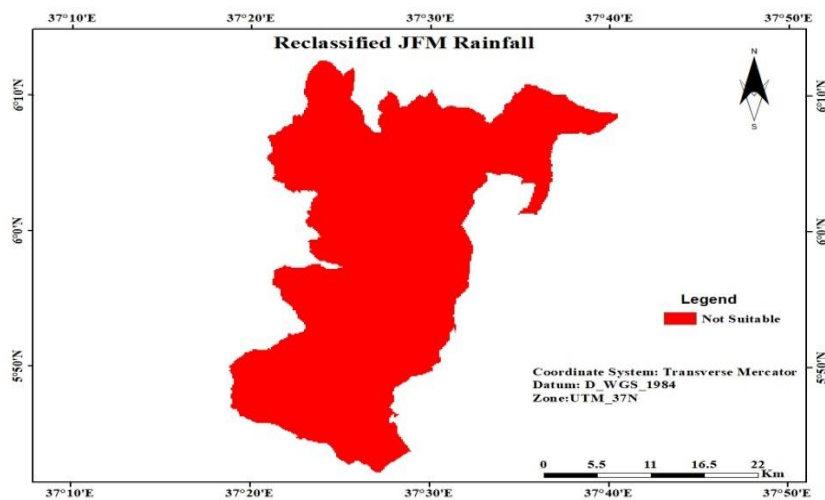 37°10'E 37°20'E 37°30'E 37°40'E 37°50'E
Reclassified JFM Rainfall
N
S
6°10'N 6°10'N
6°0'N 6°0'N
Legend
Not Suitable
5°50'N 5°50'N
Coordinate System: Transverse Mercator
Datum: D_WGS_1984
Zone:UTM_37N
0 5.5 11 16.5 22
Km
37°10'E 37°20'E 37°30'E 37°40'E 37°50'E